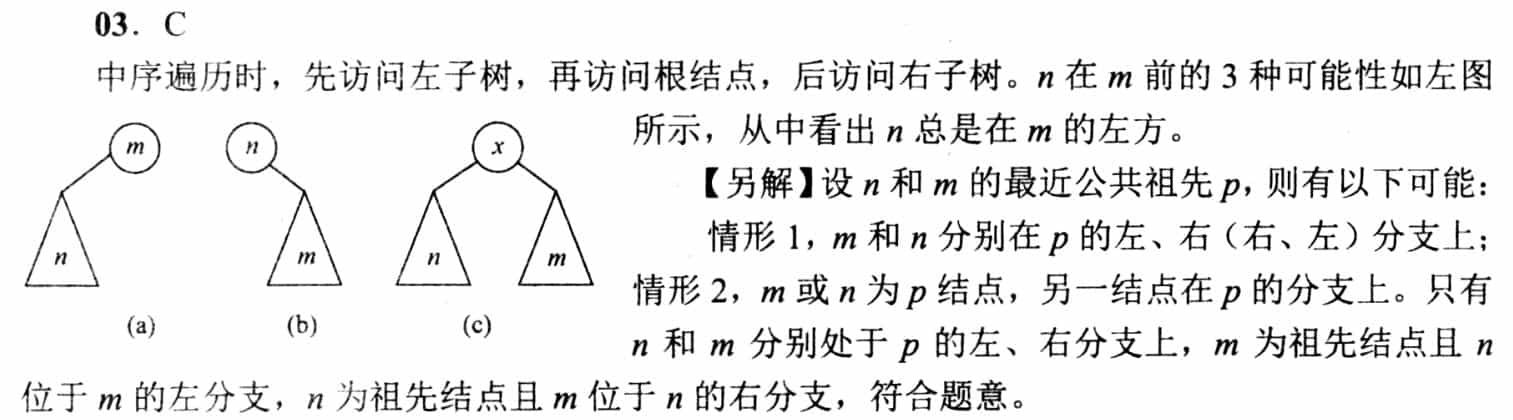 03. C
中序遍历时，先访问左子树，再访问根结点，后访问右子树。n 在 m 前的 3 种可能性如左图
所示，从中看出 n 总是在 m 的左方。
【另解】设 n 和 m 的最近公共祖先 p，则有以下可能：
情形 1，m 和 n 分别在 p 的左、右（右、左）分支上；
情形 2，m 或 n 为 p 结点，另一结点在 p 的分支上。只有
n 和 m 分别处于 p 的左、右分支上，m 为祖先结点且 n
位于 m 的左分支，n 为祖先结点且 m 位于 n 的右分支，符合题意。
m
n
x
n
m
n
m
(a)
(b)
(c)